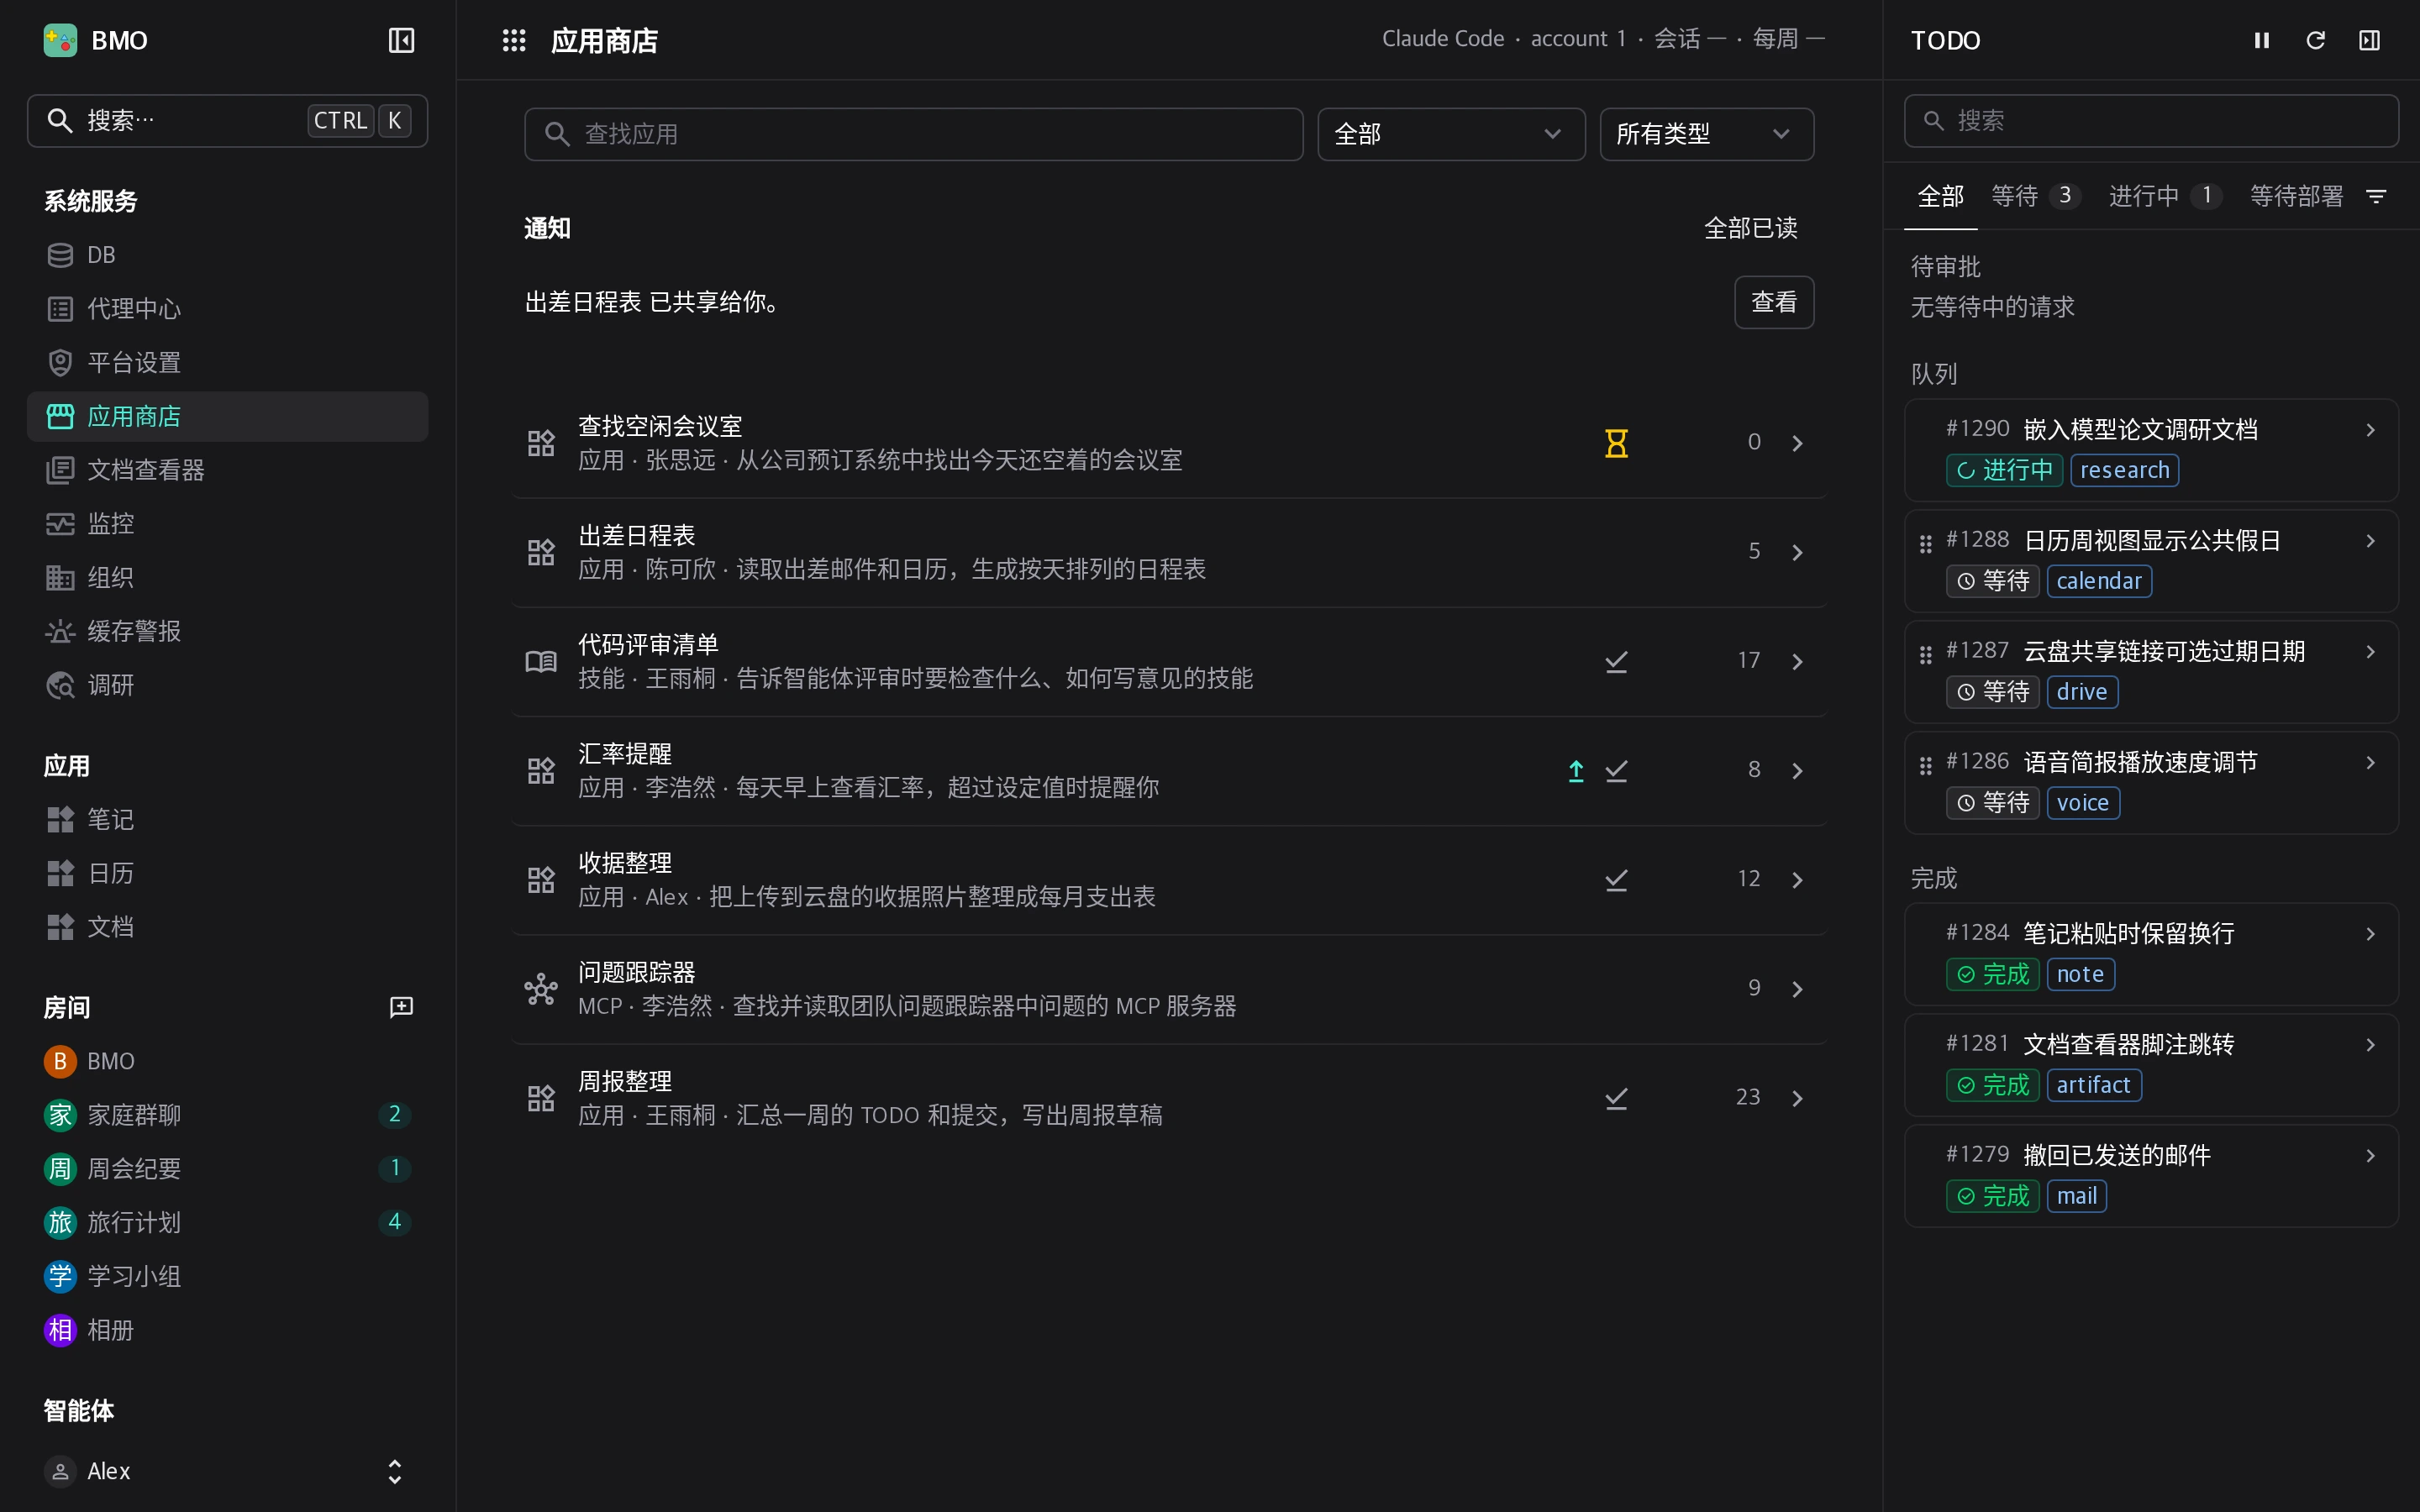 BMO
搜索…
CTRL K
系统服务
DB
代理中心
平台设置
应用商店
文档查看器
监控
组织
缓存警报
调研
应用
笔记
日历
文档
房间
B BMO
家 家庭群聊 2
周 周会纪要 1
旅 旅行计划 4
学 学习小组
相 相册
智能体
Alex
应用商店
Claude Code · account 1 · 会话 — · 每周 —
查找应用
全部
所有类型
通知
全部已读
出差日程表 已共享给你。
查看
查找空闲会议室
应用 · 张思远 · 从公司预订系统中找出今天还空着的会议室
0
出差日程表
应用 · 陈可欣 · 读取出差邮件和日历，生成按天排列的日程表
5
代码评审清单
技能 · 王雨桐 · 告诉智能体评审时要检查什么、如何写意见的技能
17
汇率提醒
应用 · 李浩然 · 每天早上查看汇率，超过设定值时提醒你
8
收据整理
应用 · Alex · 把上传到云盘的收据照片整理成每月支出表
12
问题跟踪器
MCP · 李浩然 · 查找并读取团队问题跟踪器中问题的 MCP 服务器
9
周报整理
应用 · 王雨桐 · 汇总一周的 TODO 和提交，写出周报草稿
23
TODO
搜索
全部 等待 3 进行中 1 等待部署
待审批
无等待中的请求
队列
#1290 嵌入模型论文调研文档
进行中 research
#1288 日历周视图显示公共假日
等待 calendar
#1287 云盘共享链接可选过期日期
等待 drive
#1286 语音简报播放速度调节
等待 voice
完成
#1284 笔记粘贴时保留换行
完成 note
#1281 文档查看器脚注跳转
完成 artifact
#1279 撤回已发送的邮件
完成 mail